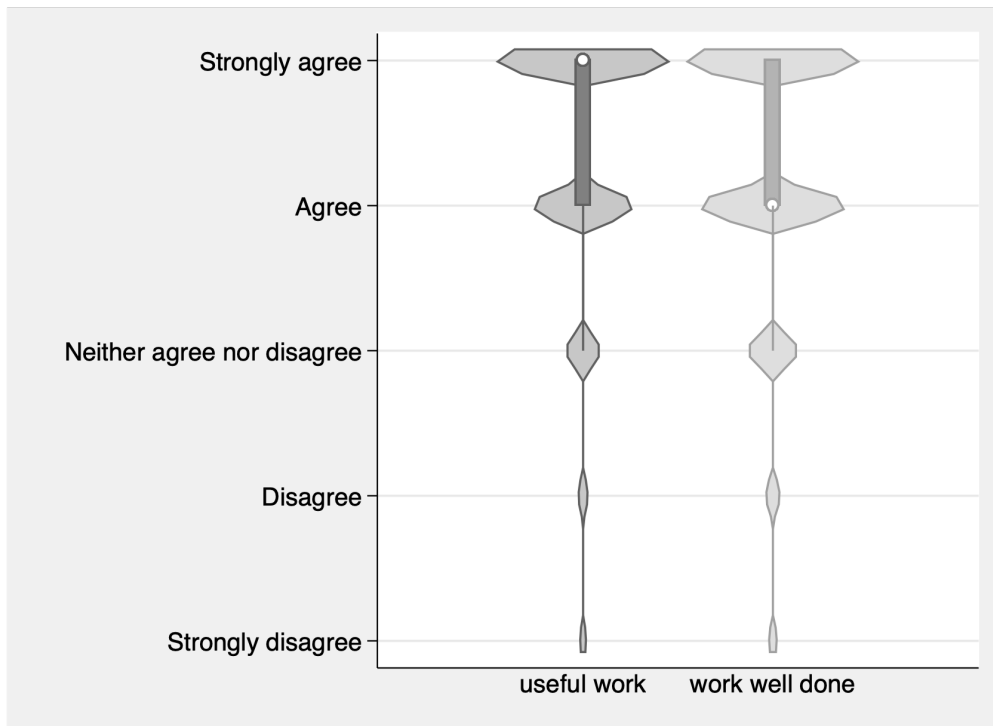 Strongly agree
Agree
Neither agree nor disagree
Disagree
Strongly disagree
useful work
work well done